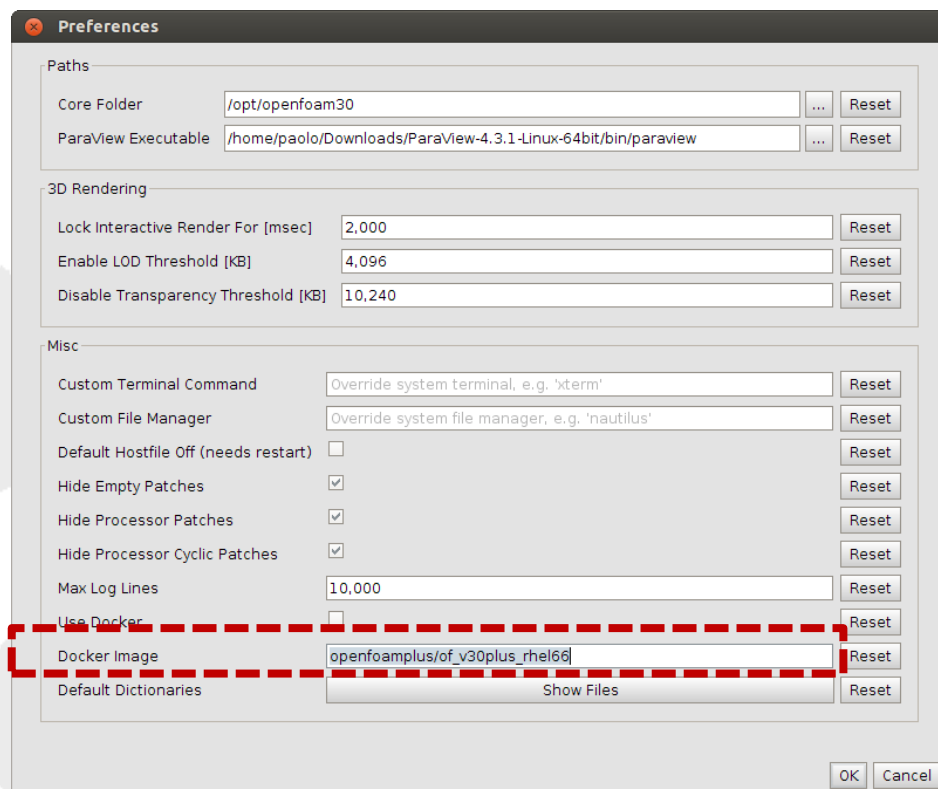 Preferences
Paths
Core Folder /opt/openfoam30 ... Reset
ParaView Executable /home/paolo/Downloads/ParaView-4.3.1-Linux-64bit/bin/paraview ... Reset
3D Rendering
Lock Interactive Render For [msec] 2,000 Reset
Enable LOD Threshold [KB] 4,096 Reset
Disable Transparency Threshold [KB] 10,240 Reset
Misc
Custom Terminal Command Override system terminal, e.g. 'xterm' Reset
Custom File Manager Override system file manager, e.g. 'nautilus' Reset
Default Hostfile Off (needs restart) Reset
Hide Empty Patches Reset
Hide Processor Patches Reset
Hide Processor Cyclic Patches Reset
Max Log Lines 10,000 Reset
Use Docker Reset
Docker Image openfoamplus/of_v30plus_rhel66 Reset
Default Dictionaries Show Files Reset
OK Cancel